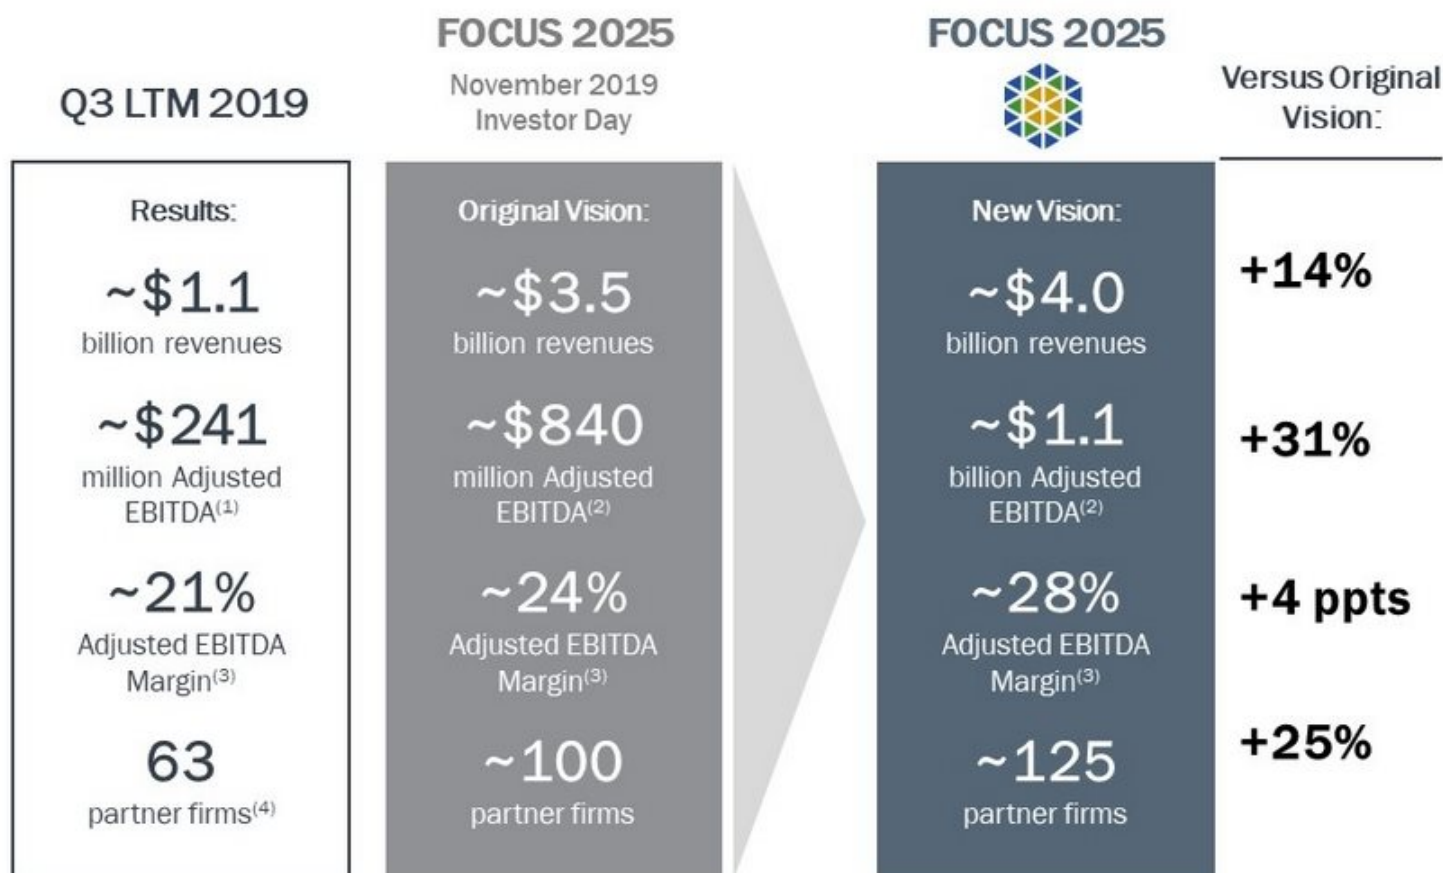 Q3 LTM 2019
Results:
~$1.1
billion revenues
~$241
million Adjusted
EBITDA(1)
~21%
Adjusted EBITDA
Margin(3)
63
partner firms(4)
FOCUS 2025
November 2019
Investor Day
Original Vision:
~$3.5
billion revenues
~$840
million Adjusted
EBITDA(2)
~24%
Adjusted EBITDA
Margin(3)
~100
partner firms
FOCUS 2025
New Vision:
~$4.0
billion revenues
~$1.1
billion Adjusted
EBITDA(2)
~28%
Adjusted EBITDA
Margin(3)
~125
partner firms
Versus Original
Vision:
+14%
+31%
+4 ppts
+25%